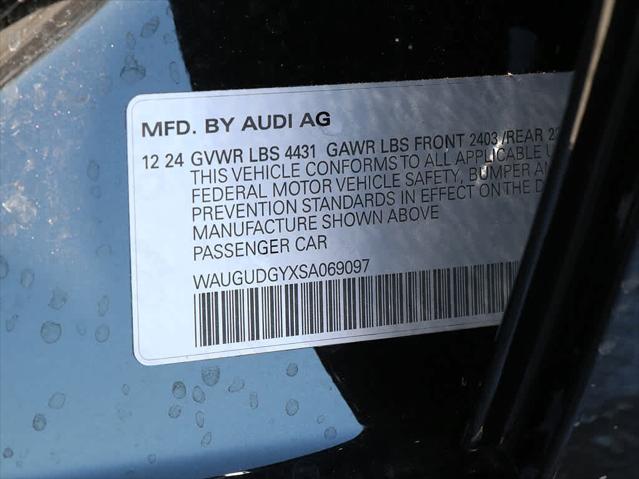 MFD. BY AUDI AG
12 24 GVWR LBS 4431 GAWR LBS FRONT 2403 /REAR
THIS VEHICLE CONFORMS TO ALL APPLICABLE
FEDERAL MOTOR VEHICLE SAFETY, BUMPER
PREVENTION STANDARDS IN EFFECT ON THE
MANUFACTURE SHOWN ABOVE
PASSENGER CAR
WAUGUDGYXSA069097